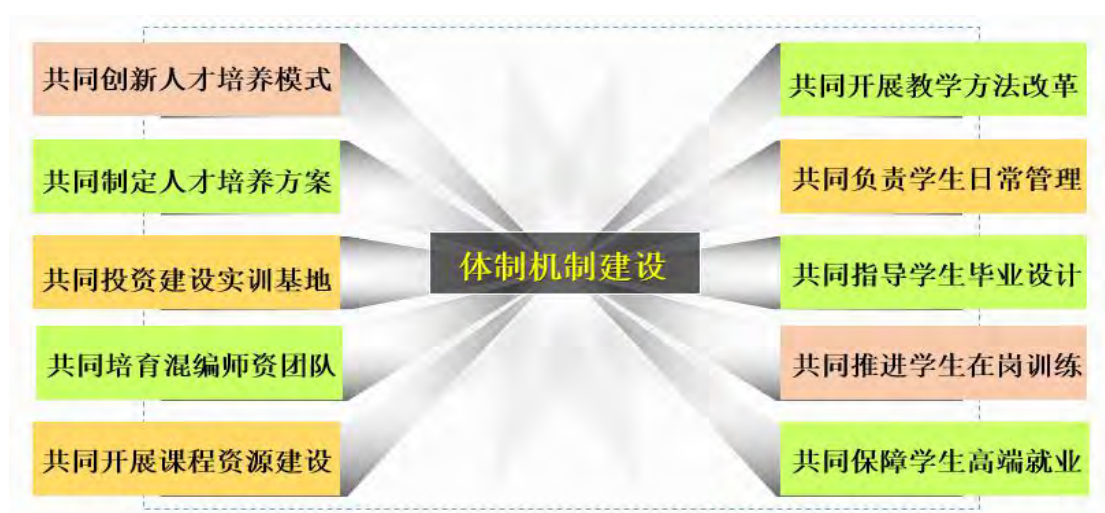 共同创新人才培养模式
共同制定人才培养方案
共同投资建设实训基地
共同培育混编师资团队
共同开展课程资源建设
体制机制建设
共同开展教学方法改革
共同负责学生日常管理
共同指导学生毕业设计
共同推进学生在岗训练
共同保障学生高端就业